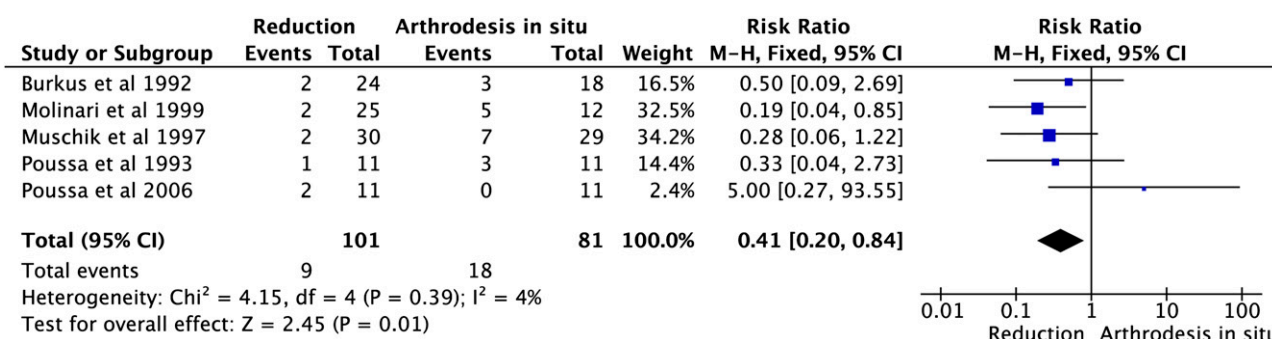 Reduction Arthrodesis in situ Risk Ratio Risk Ratio
Study or Subgroup Events Total Events Total Weight M-H, Fixed, 95% CI M-H, Fixed, 95% CI
Burkus et al 1992 2 24 3 18 16.5% 0.50 [0.09, 2.69]
Molinari et al 1999 2 25 5 12 32.5% 0.19 [0.04, 0.85]
Muschik et al 1997 2 30 7 29 34.2% 0.28 [0.06, 1.22]
Poussa et al 1993 1 11 3 11 14.4% 0.33 [0.04, 2.73]
Poussa et al 2006 2 11 0 11 2.4% 5.00 [0.27, 93.55]
Total (95% CI) 101 81 100.0% 0.41 [0.20, 0.84]
Total events 9 18
Heterogeneity: Chi² = 4.15, df = 4 (P = 0.39); I² = 4%
Test for overall effect: Z = 2.45 (P = 0.01)
0.01 0.1 1 10 100
Reduction Arthrodesis in situ